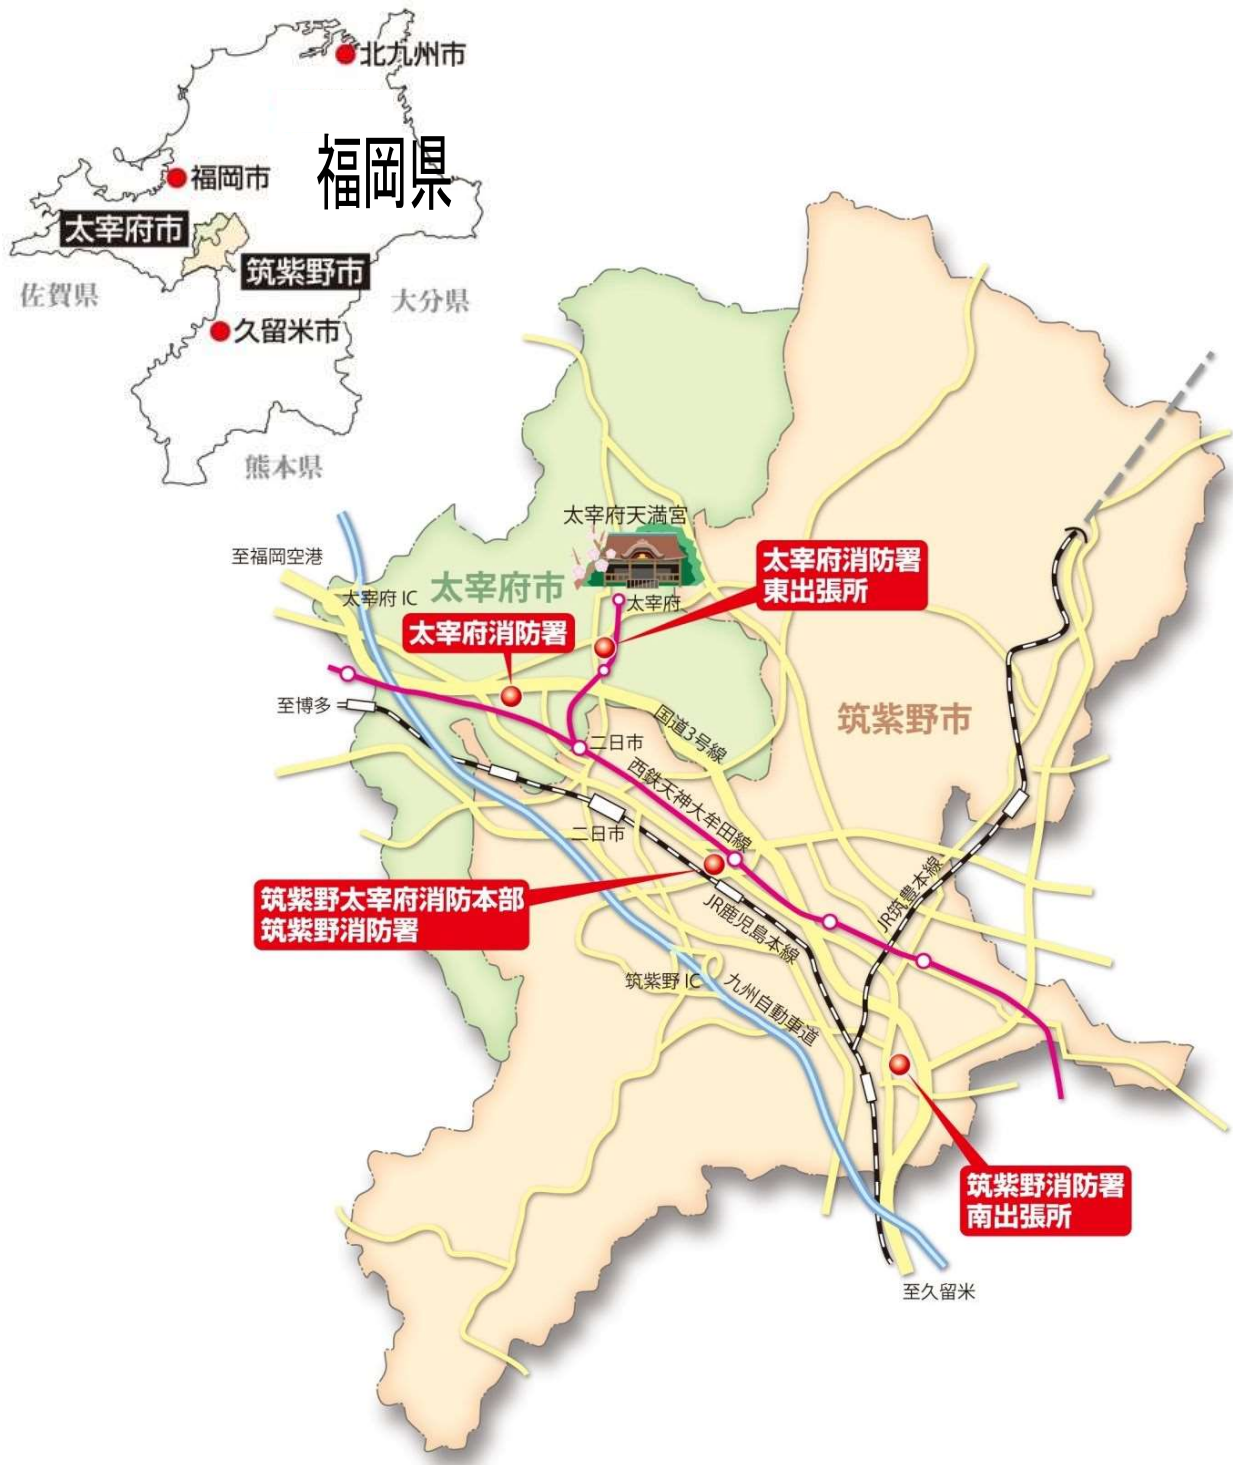 北九州市
福岡県
福岡市
太宰府市
筑紫野市
佐賀県
大分県
久留米市
熊本県
太宰府天満宮
至福岡空港
太宰府市
太宰府 IC
太宰府
太宰府消防署
東出張所
太宰府消防署
至博多
筑紫野市
国道3号線
二日市
西鉄天神大牟田線
二日市
JR筑豊本線
筑紫野太宰府消防本部
筑紫野消防署
JR鹿児島本線
筑紫野 IC
九州自動車道
筑紫野消防署
南出張所
至久留米